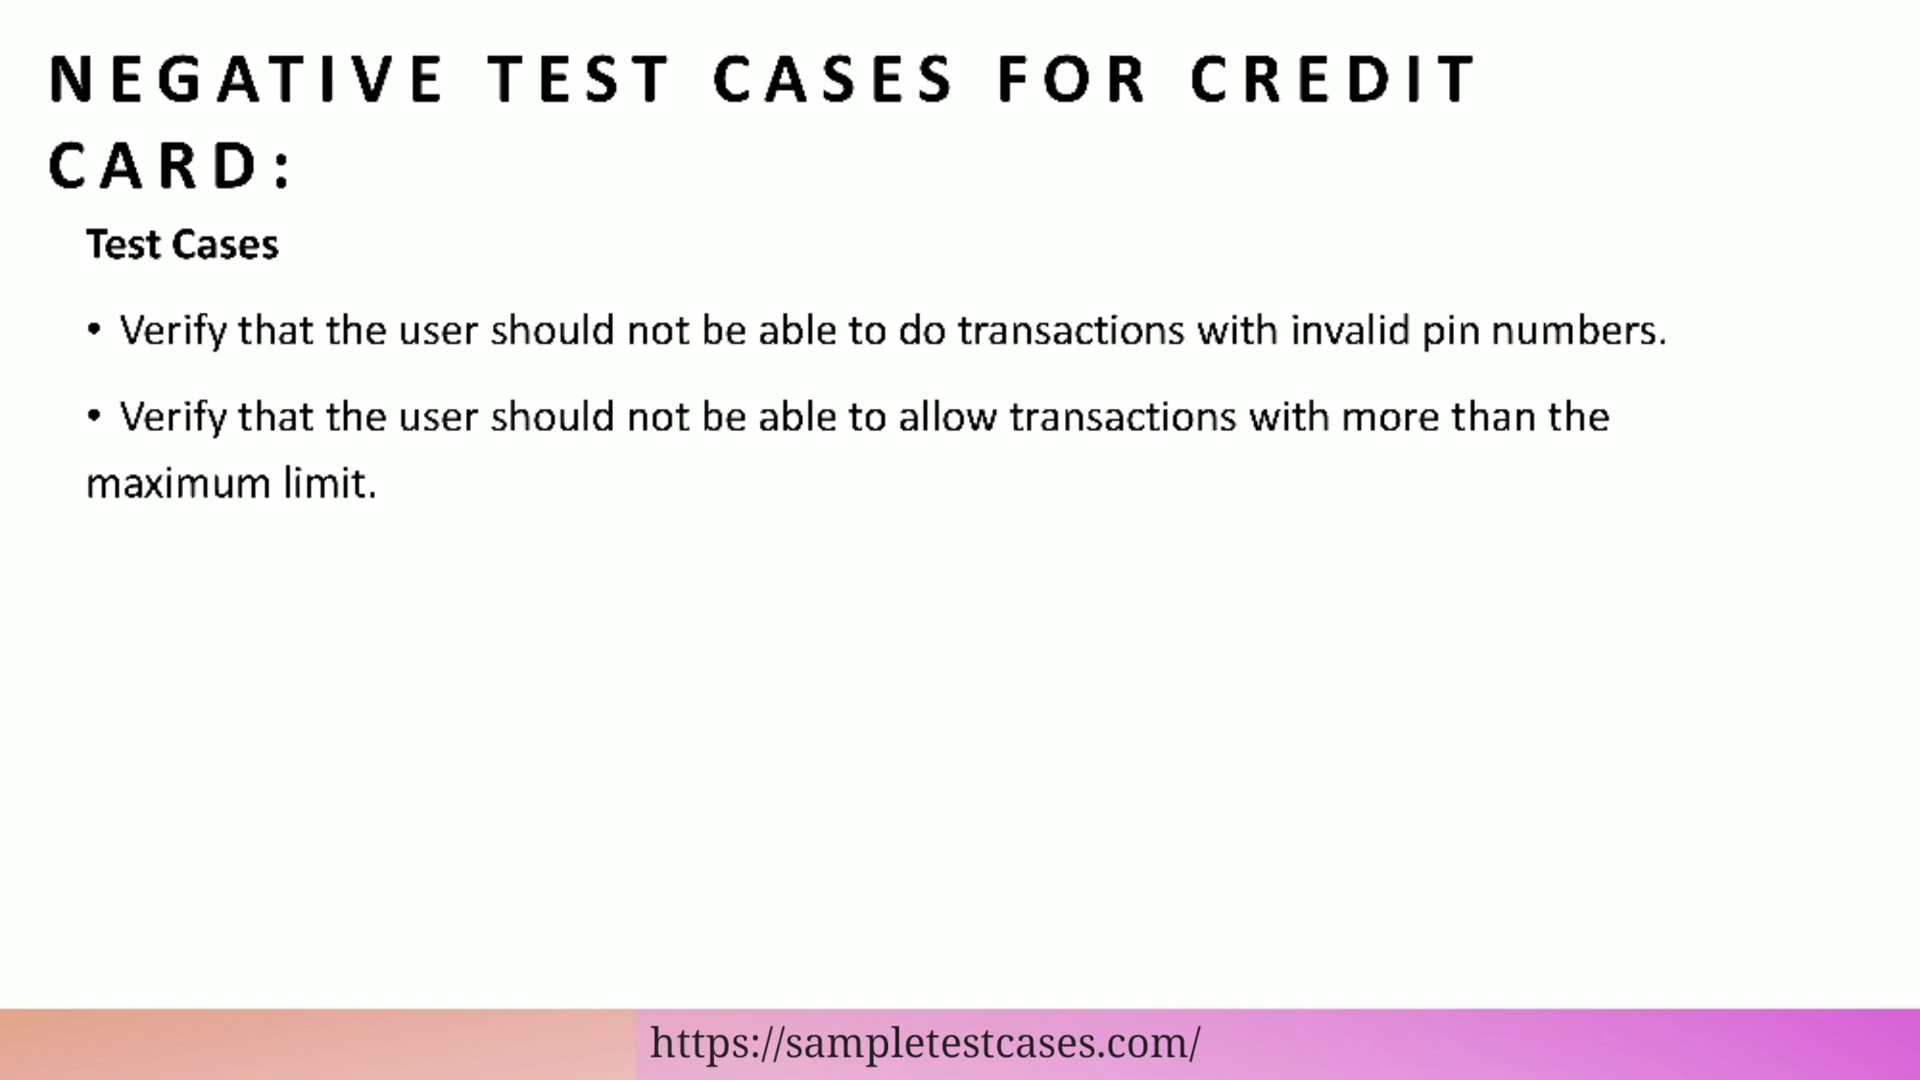 NEGATIVE TEST CASES FOR CREDIT
CARD:
Test Cases
• Verify that the user should not be able to do transactions with invalid pin numbers.
• Verify that the user should not be able to allow transactions with more than the
maximum limit.
https://sampletestcases.com/